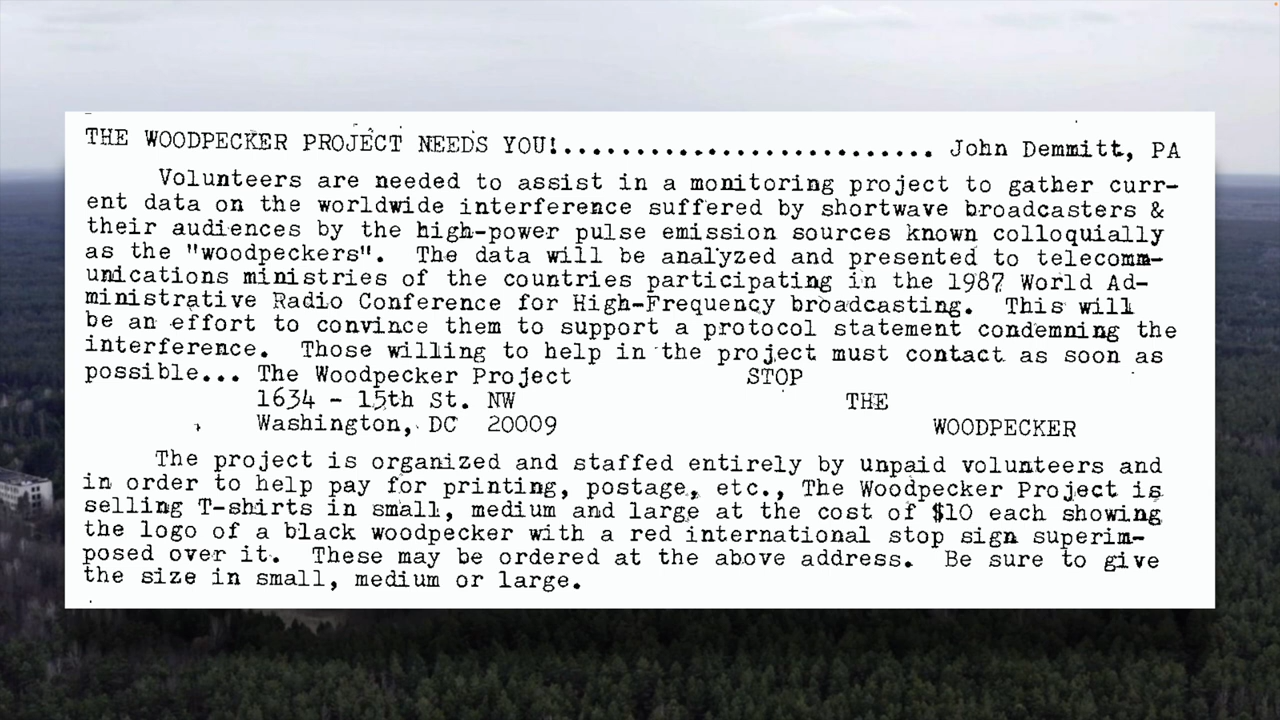 THE WOODPECKER PROJECT NEEDS YOU!.......................... John Demmitt, PA
Volunteers are needed to assist in a monitoring project to gather curr-
ent data on the worldwide interference suffered by shortwave broadcasters &
their audiences by the high-power pulse emission sources known colloquially
as the "woodpeckers". The data will be analyzed and presented to telecomm-
unications ministries of the countries participating in the 1987 World Ad-
ministrative Radio Conference for High-Frequency broadcasting. This will
be an effort to convince them to support a protocol statement condemning the
interference. Those willing to help in the project must contact as soon as
possible... The Woodpecker Project STOP
1634 - 15th St. NW THE
Washington, DC 20009 WOODPECKER
The project is organized and staffed entirely by unpaid volunteers and
in order to help pay for printing, postage, etc., The Woodpecker Project is
selling T-shirts in small, medium and large at the cost of $10 each showing
the logo of a black woodpecker with a red international stop sign superim-
posed over it. These may be ordered at the above address. Be sure to give
the size in small, medium or large.